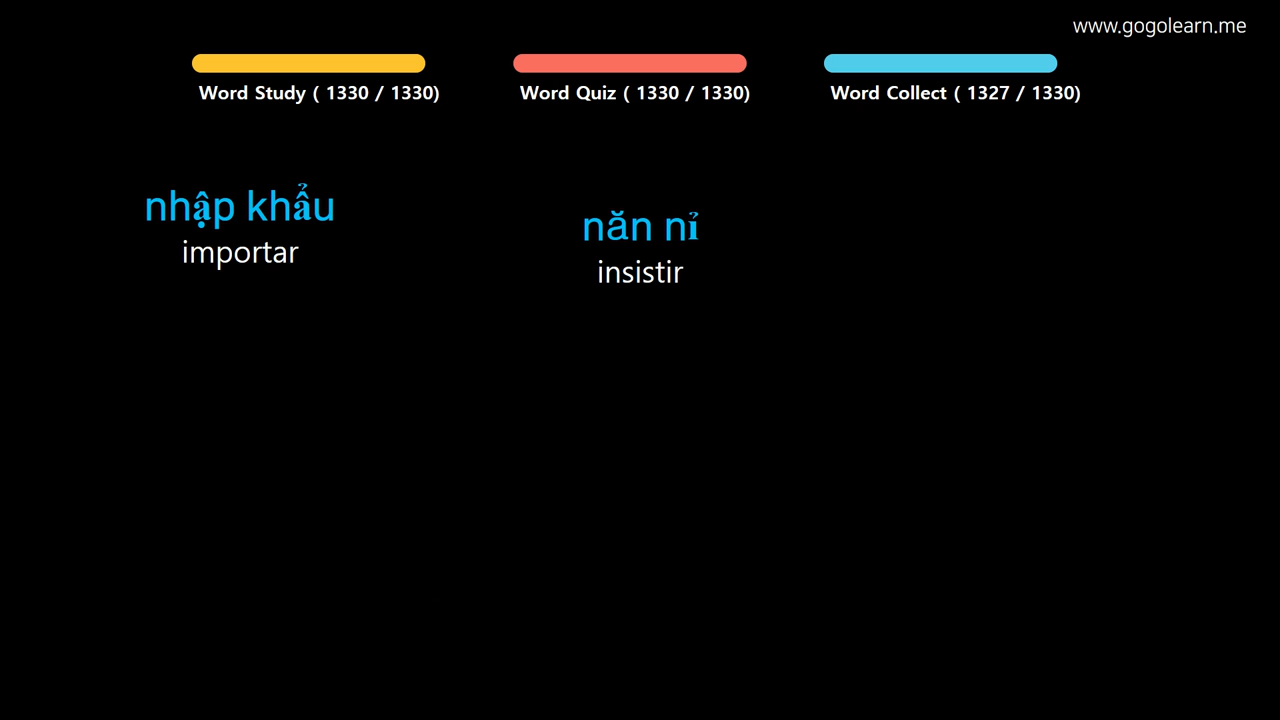 www.gogolearn.me
Word Study ( 1330 / 1330)
Word Quiz ( 1330 / 1330)
Word Collect ( 1327 / 1330)
nhập khẩu
importar
năn nỉ
insistir